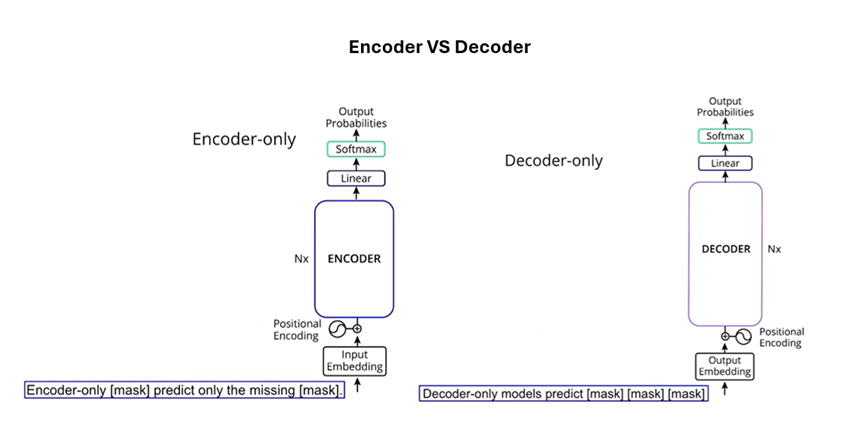 Encoder VS Decoder
Encoder-only
Output
Probabilities
Softmax
Linear
Nx
ENCODER
Positional
Encoding
Input
Embedding
Encoder-only [mask] predict only the missing [mask].
Decoder-only
Output
Probabilities
Softmax
Linear
DECODER
Nx
Positional
Encoding
Output
Embedding
Decoder-only models predict [mask] [mask] [mask]